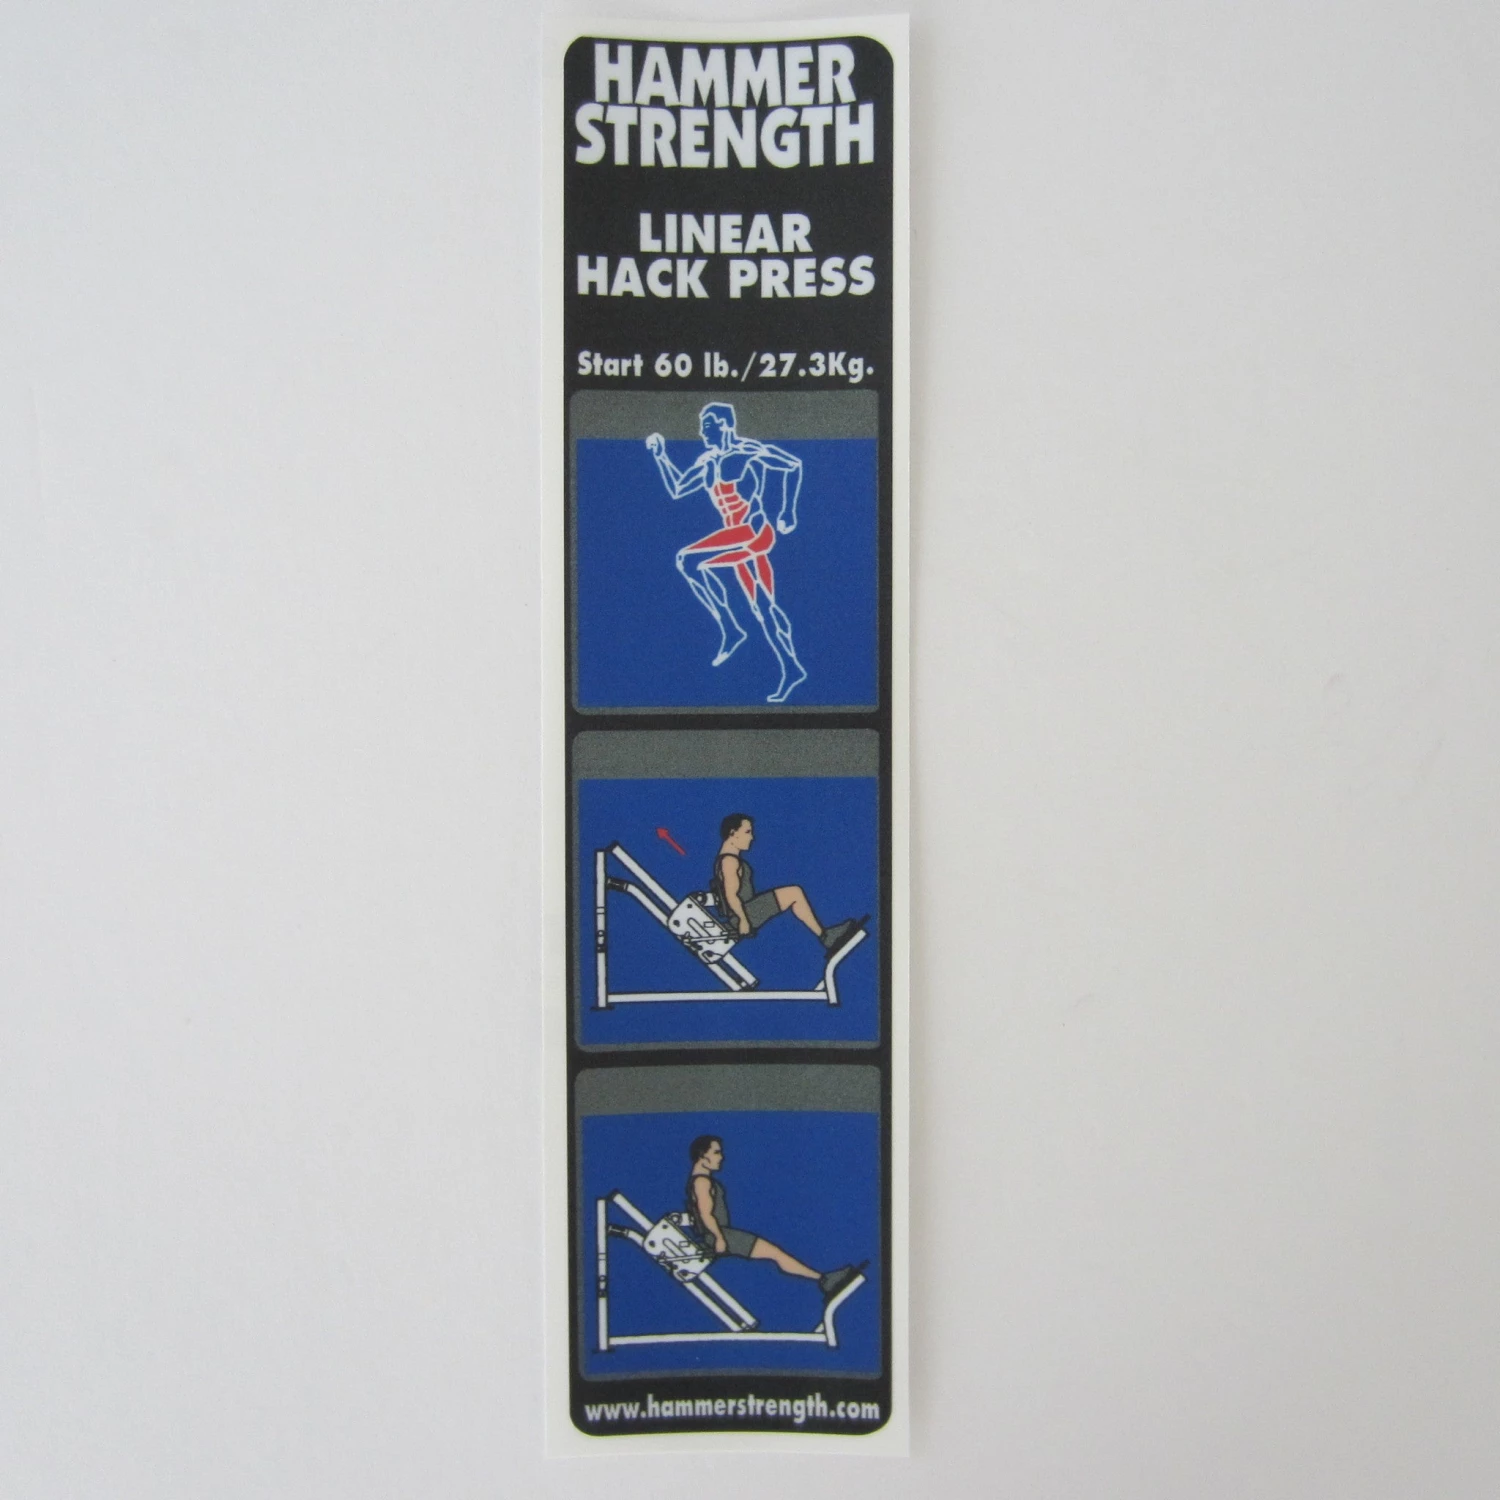 HAMMER
STRENGTH
LINEAR
HACK PRESS
Start 60 lb./27.3Kg.
www.hammerstrength.com